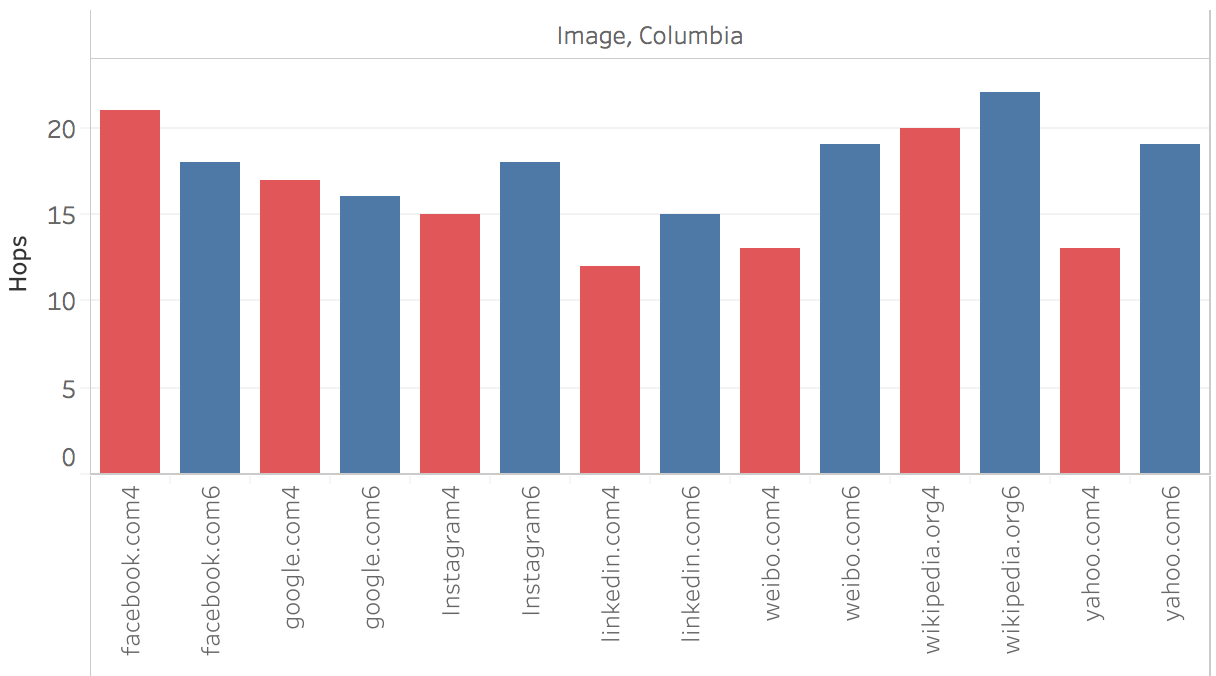 Image, Columbia
Hops
20
15
10
5
0
facebook.com4
facebook.com6
google.com4
google.com6
Instagram4
Instagram6
linkedin.com4
linkedin.com6
weibo.com4
weibo.com6
wikipedia.org4
wikipedia.org6
yahoo.com4
yahoo.com6